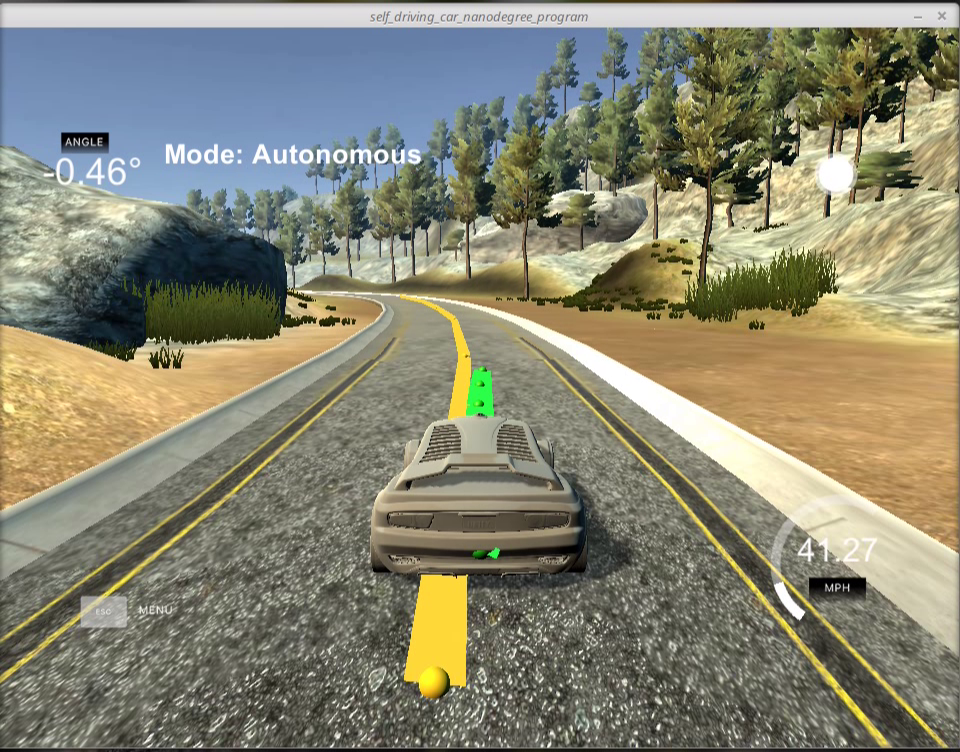 self_driving_car_nanodegree_program
ANGLE
-0.46°
Mode: Autonomous
41.27
MPH
ESC
MENU